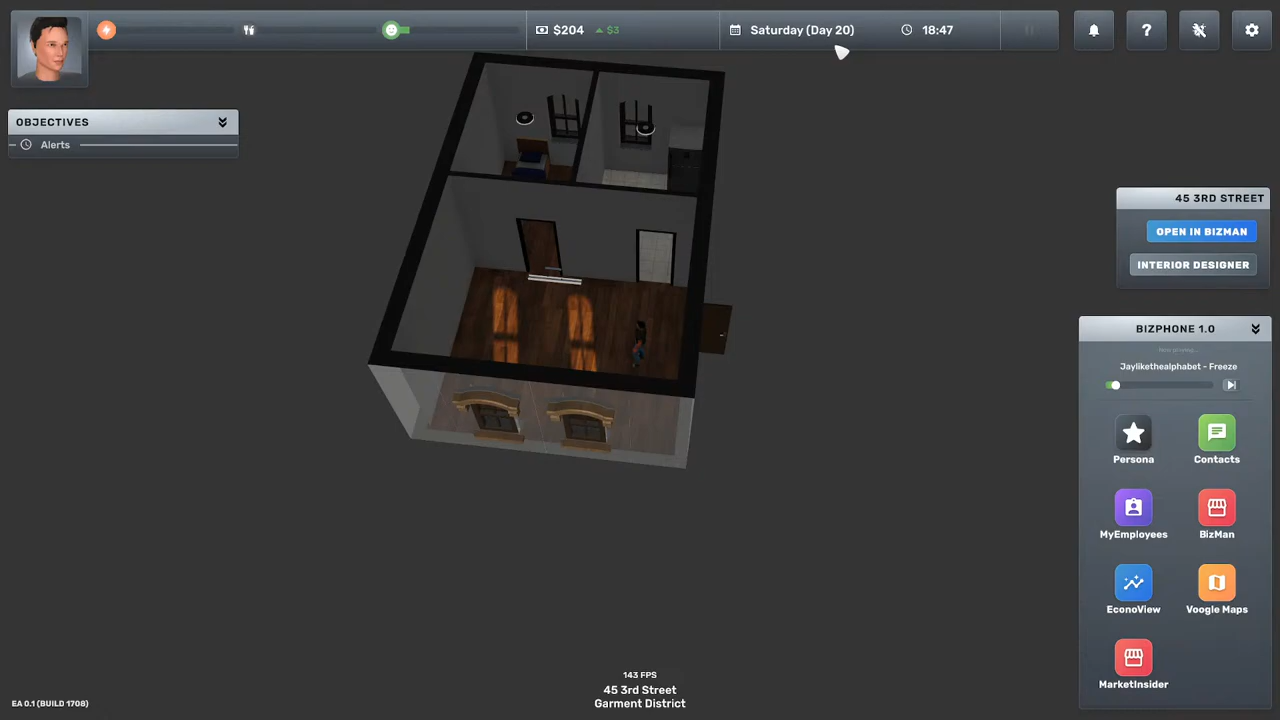 $204
$3
Saturday (Day 20)
18:47
?
OBJECTIVES
Alerts
45 3RD STREET
OPEN IN BIZMAN
INTERIOR DESIGNER
BIZPHONE 1.0
Jaylikethealphabet - Freeze
Persona
Contacts
MyEmployees
BizMan
EconoView
Voogle Maps
MarketInsider
143 FPS
45 3rd Street
Garment District
EA 0.1 (BUILD 1708)